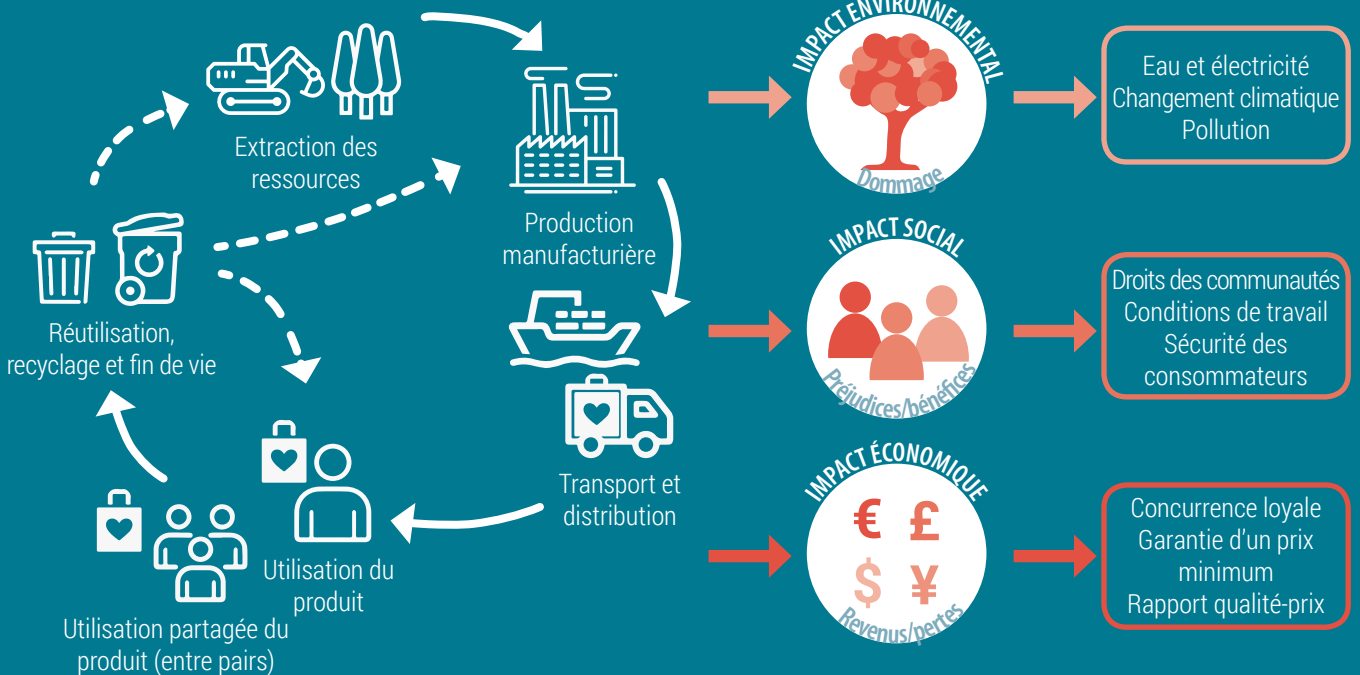 Extraction des
ressources
Production
manufacturière
Transport et
distribution
Utilisation du
produit
Utilisation partagée du
produit (entre pairs)
Réutilisation,
recyclage et fin de vie
IMPACT ENVIRONNEMENTAL
Dommage
Eau et électricité
Changement climatique
Pollution
IMPACT SOCIAL
Préjudices/bénéfices
Droits des communautés
Conditions de travail
Sécurité des
consommateurs
IMPACT ÉCONOMIQUE
€ £
$ ¥
Revenus/pertes
Concurrence loyale
Garantie d'un prix
minimum
Rapport qualité-prix